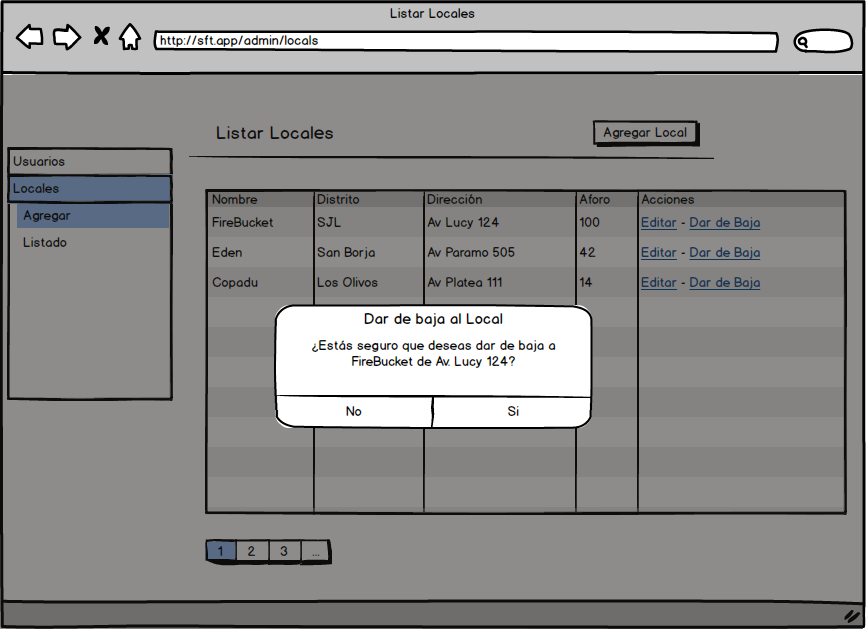 Listar Locales
http://sft.app/admin/locals
Listar Locales
Agregar Local
Usuarios
Locales
Agregar
Listado
Nombre Distrito Dirección Aforo Acciones
FireBucket SJL Av Lucy 124 100 Editar - Dar de Baja
Eden San Borja Av Paramo 505 42 Editar - Dar de Baja
Copadu Los Olivos Av Platea 111 14 Editar - Dar de Baja
Dar de baja al Local
¿Estás seguro que deseas dar de baja a
FireBucket de Av. Lucy 124?
No Si
1 2 3 ...